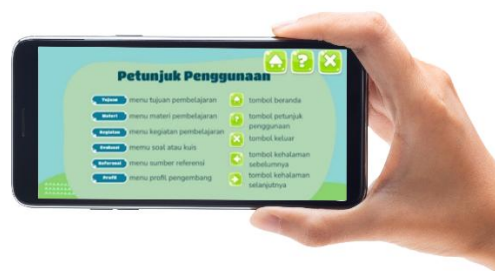 Petunjuk Penggunaan
Tujuan menu tujuan pembelajaran
Materi menu materi pembelajaran
Kegiatan menu kegiatan pembelajaran
Evaluasi memu soal atau kuis
Referensi menu sumber referensi
Profil menu profil pengembang
tombol beranda
? tombol petunjuk
penggunaan
tombol keluar
tombol kehalaman
sebelumnya
tombol kehalaman
selanjutnya